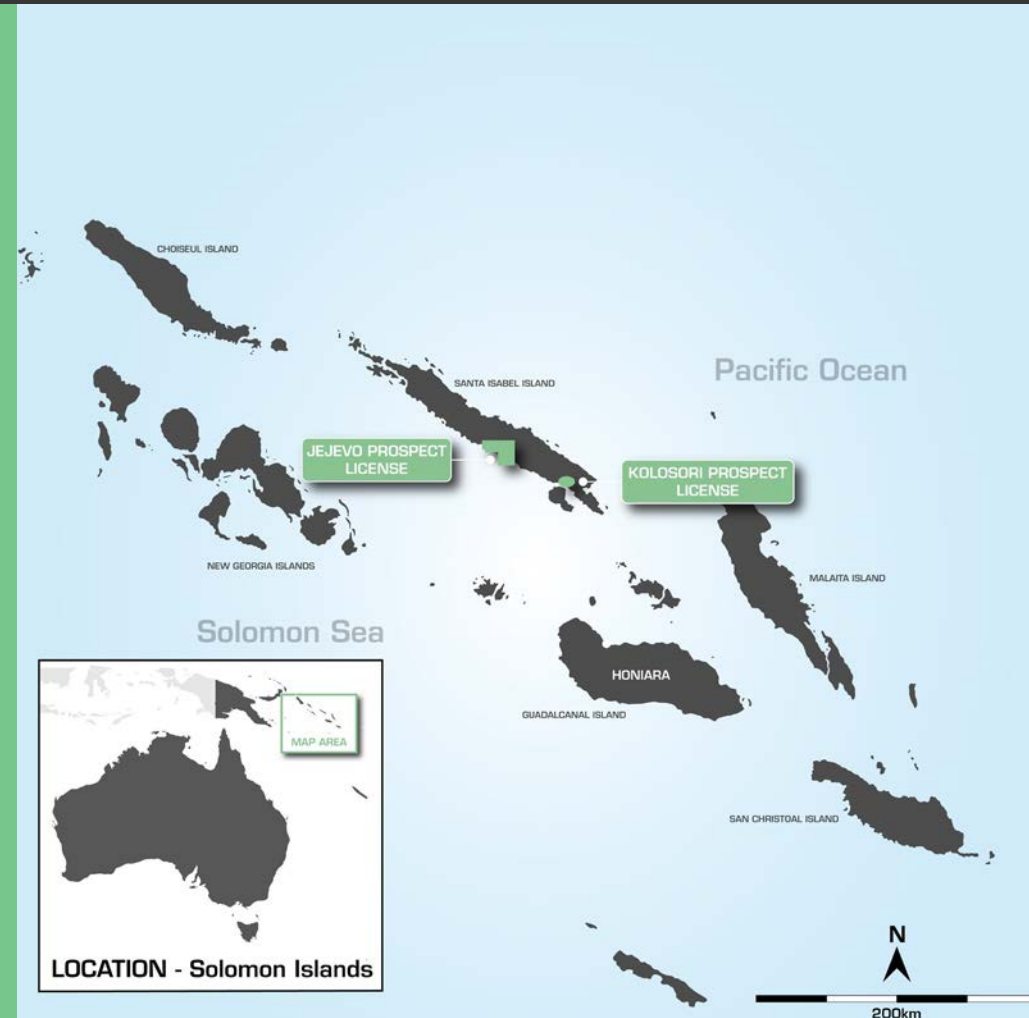 CHOISEUL ISLAND
Pacific Ocean
SANTA ISABEL ISLAND
JEJEVO PROSPECT
LICENSE
KOLOSORI PROSPECT
LICENSE
NEW GEORGIA ISLANDS
MALAITA ISLAND
Solomon Sea
HONIARA
GUADALCANAL ISLAND
MAP AREA
SAN CHRISTOAL ISLAND
LOCATION - Solomon Islands
N
200km